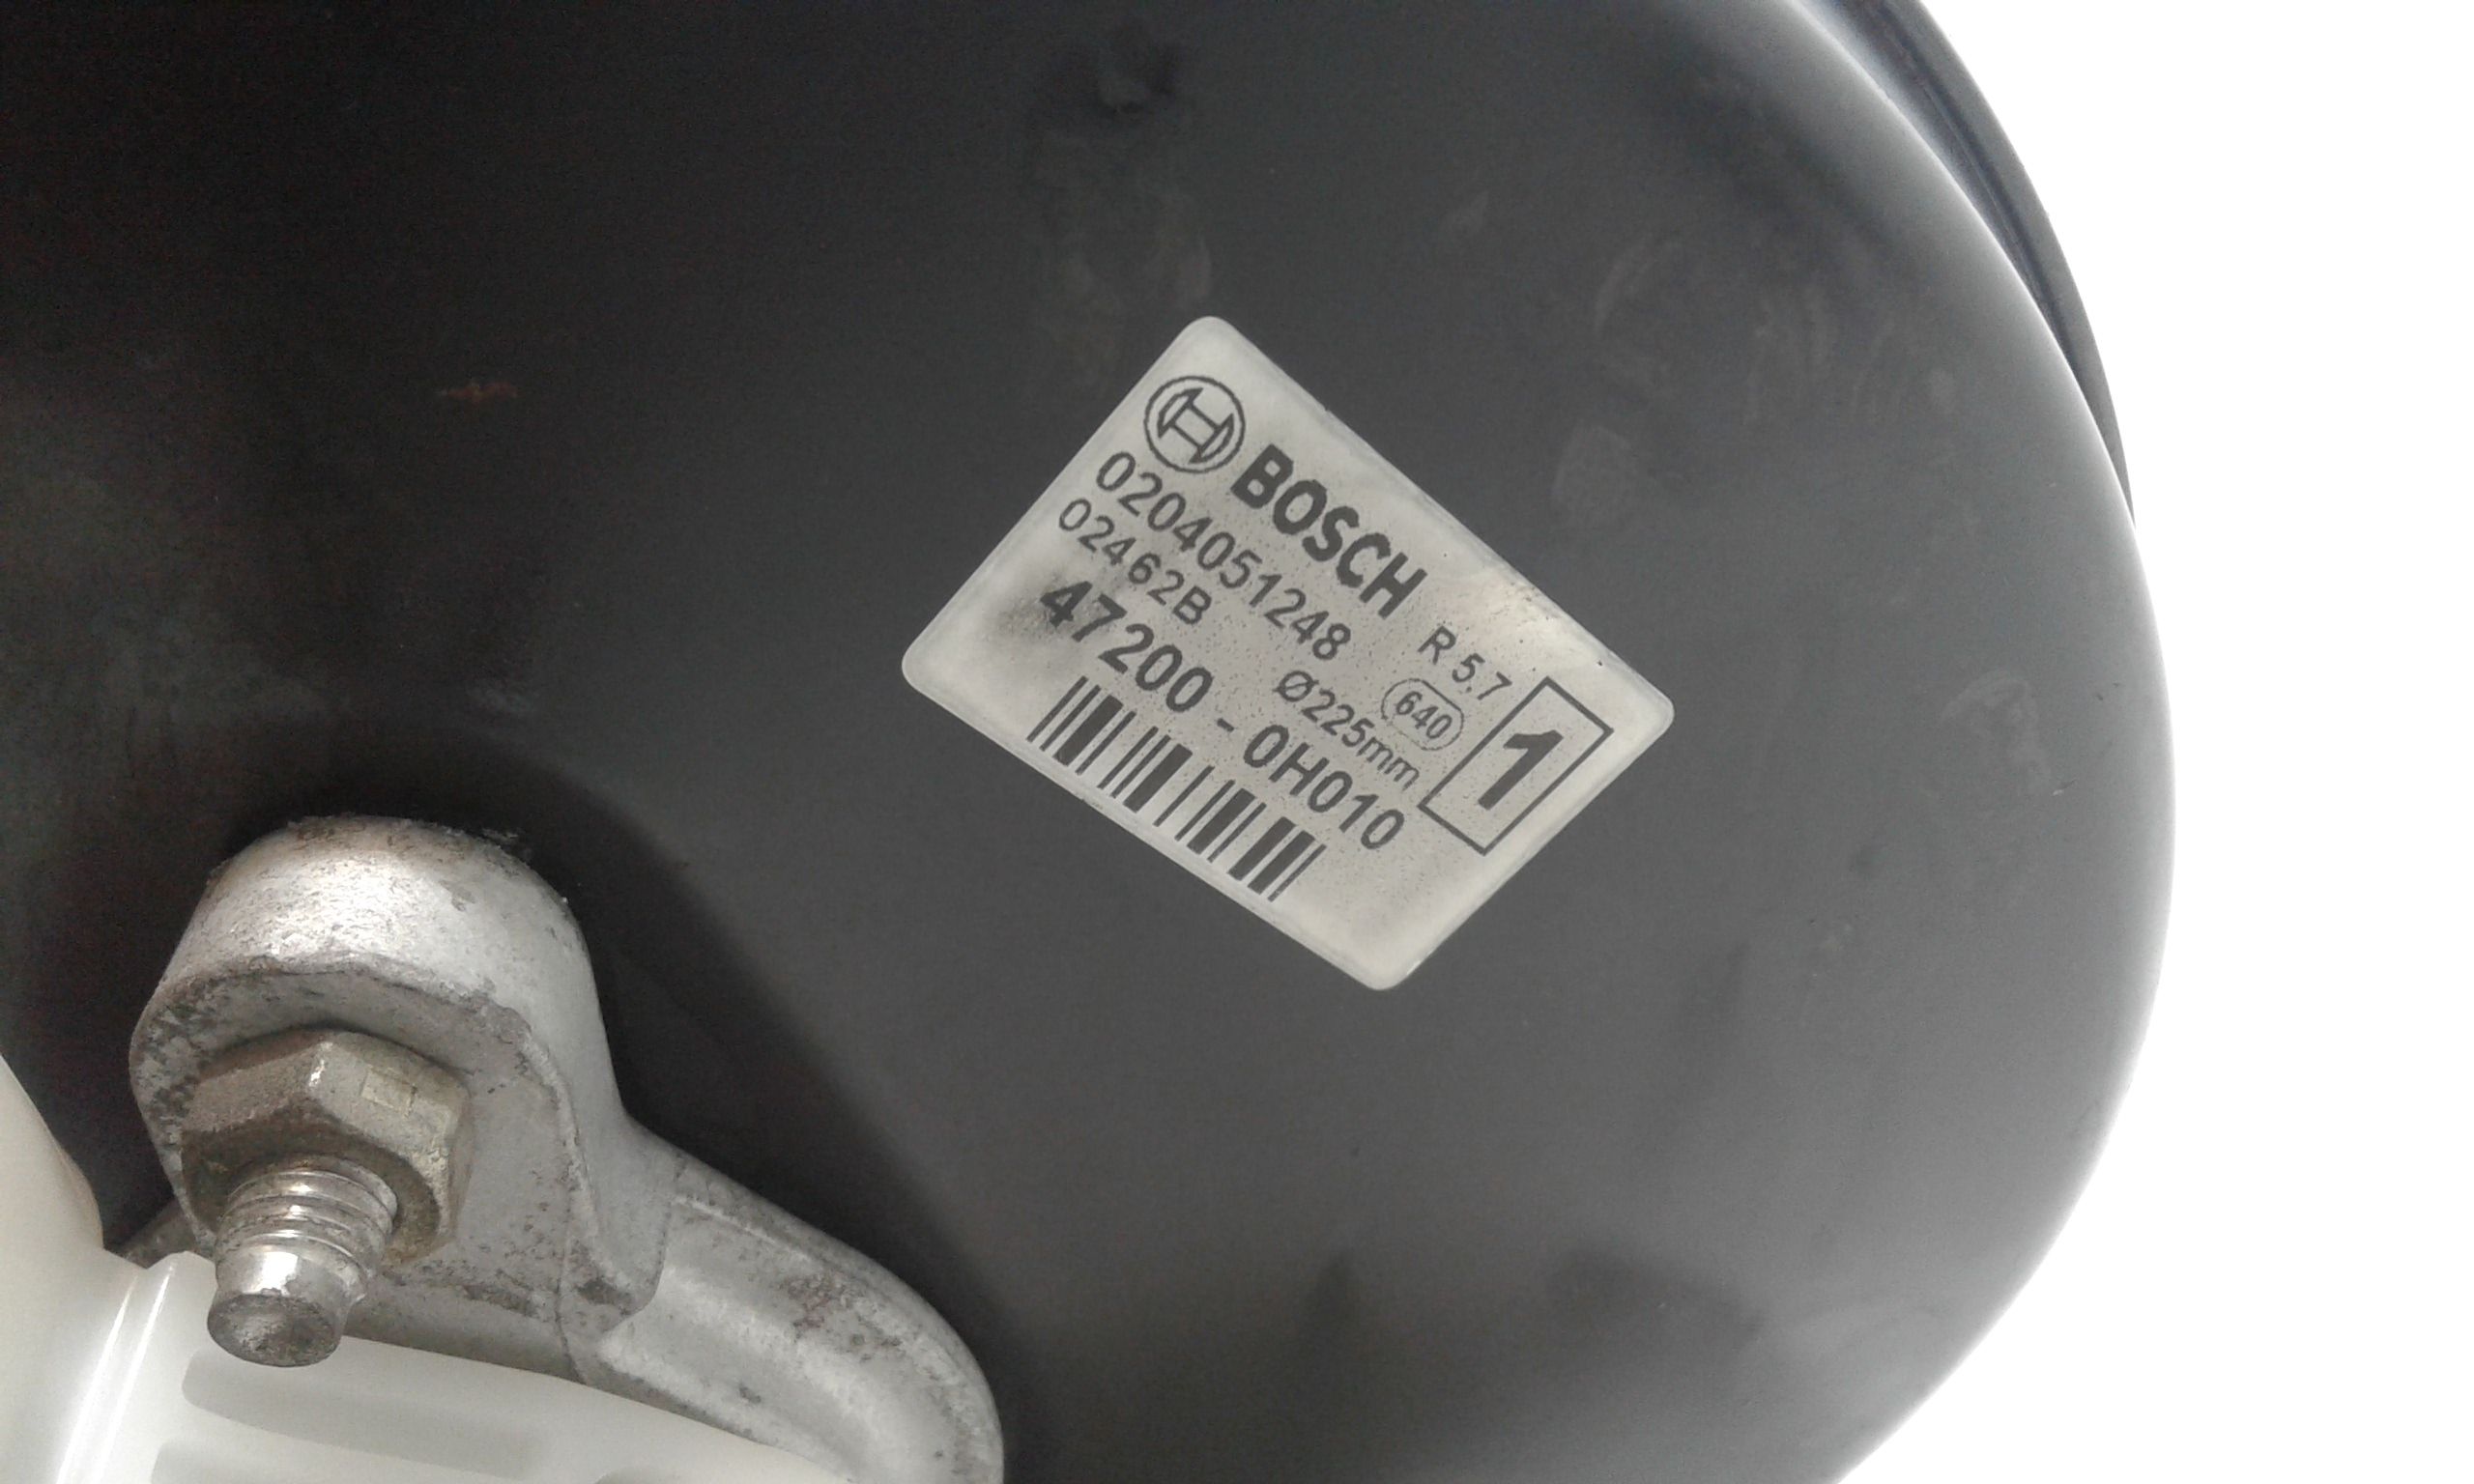 BOSCH
0204051248 R 5,7
02462B Ø225mm 640 1
47200 - 0H010